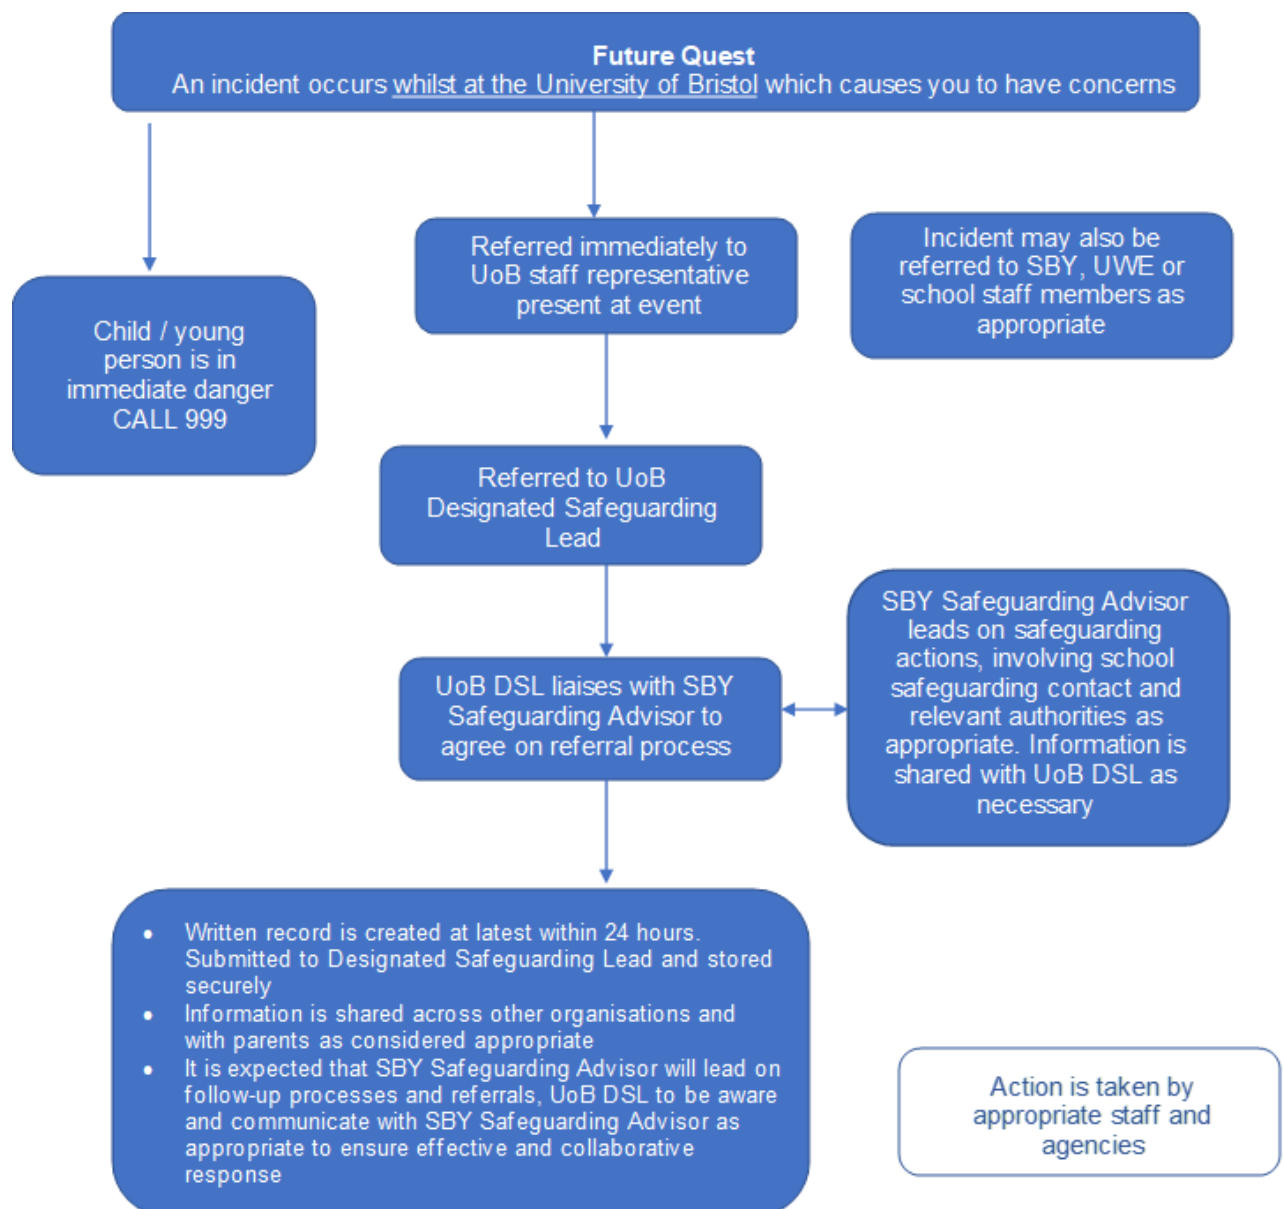 Future Quest
An incident occurs whilst at the University of Bristol which causes you to have concerns
Child / young
person is in
immediate danger
CALL 999
Referred immediately to
UoB staff representative
present at event
Incident may also be
referred to SBY, UWE or
school staff members as
appropriate
Referred to UoB
Designated Safeguarding
Lead
UoB DSL liaises with SBY
Safeguarding Advisor to
agree on referral process
SBY Safeguarding Advisor
leads on safeguarding
actions, involving school
safeguarding contact and
relevant authorities as
appropriate. Information is
shared with UoB DSL as
necessary
• Written record is created at latest within 24 hours.
Submitted to Designated Safeguarding Lead and stored
securely
• Information is shared across other organisations and
with parents as considered appropriate
• It is expected that SBY Safeguarding Advisor will lead on
follow-up processes and referrals, UoB DSL to be aware
and communicate with SBY Safeguarding Advisor as
appropriate to ensure effective and collaborative
response
Action is taken by
appropriate staff and
agencies